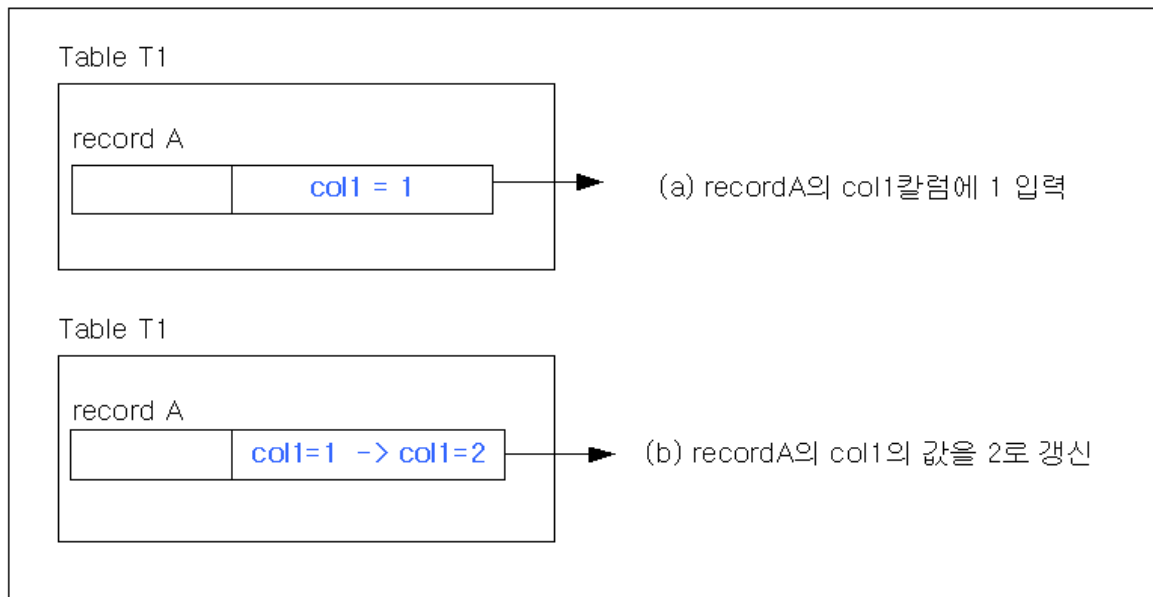 Table T1
record A
col1 = 1
(a) recordA의 col1칼럼에 1 입력
Table T1
record A
col1=1 -> col1=2
(b) recordA의 col1의 값을 2로 갱신